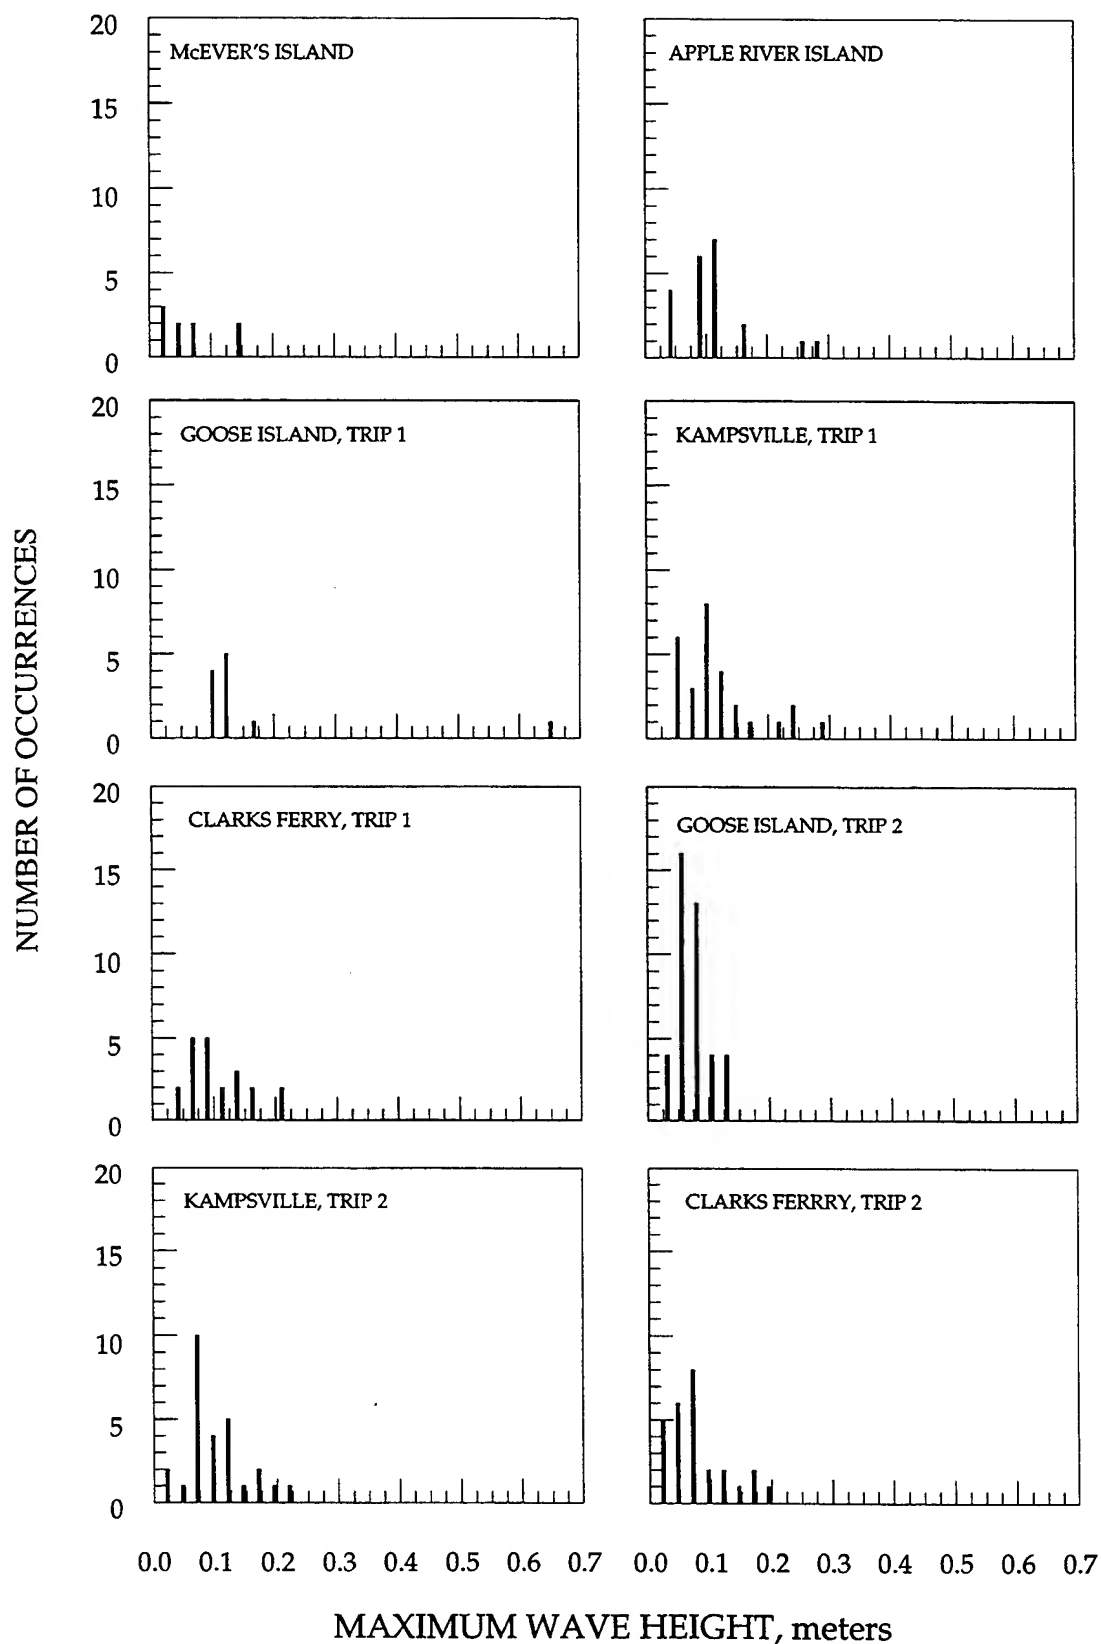 20
15
10
5
0
McEVER'S ISLAND
APPLE RIVER ISLAND
20
15
10
5
0
GOOSE ISLAND, TRIP 1
KAMPSVILLE, TRIP 1
20
15
10
5
0
CLARKS FERRY, TRIP 1
GOOSE ISLAND, TRIP 2
20
15
10
5
0
KAMPSVILLE, TRIP 2
CLARKS FERRRY, TRIP 2
NUMBER OF OCCURRENCES
0.0 0.1 0.2 0.3 0.4 0.5 0.6 0.7
0.0 0.1 0.2 0.3 0.4 0.5 0.6 0.7
MAXIMUM WAVE HEIGHT, meters